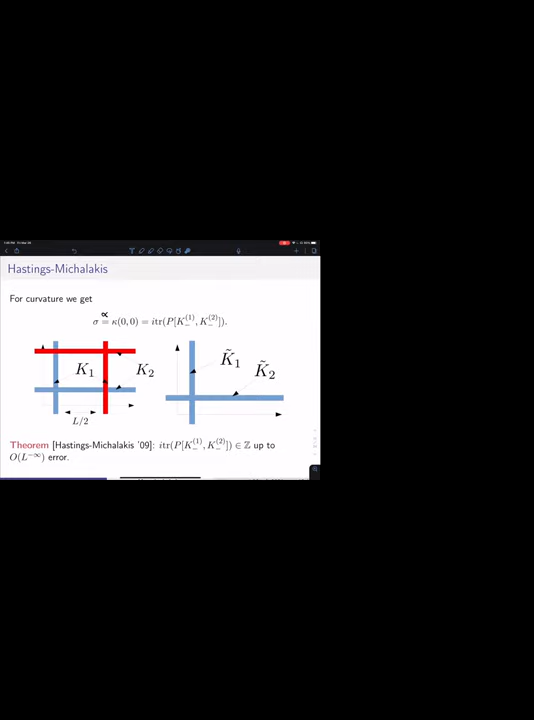 Hastings-Michalakis
For curvature we get
∝
σ = κ(0, 0) = itr(P[K₋⁽¹⁾, K₋⁽²⁾]).
K₁ K₂
K̃₁
K̃₂
L/2
Theorem [Hastings-Michalakis '09]: itr(P[K₋⁽¹⁾, K₋⁽²⁾]) ∈ ℤ up to
O(L⁻∞) error.